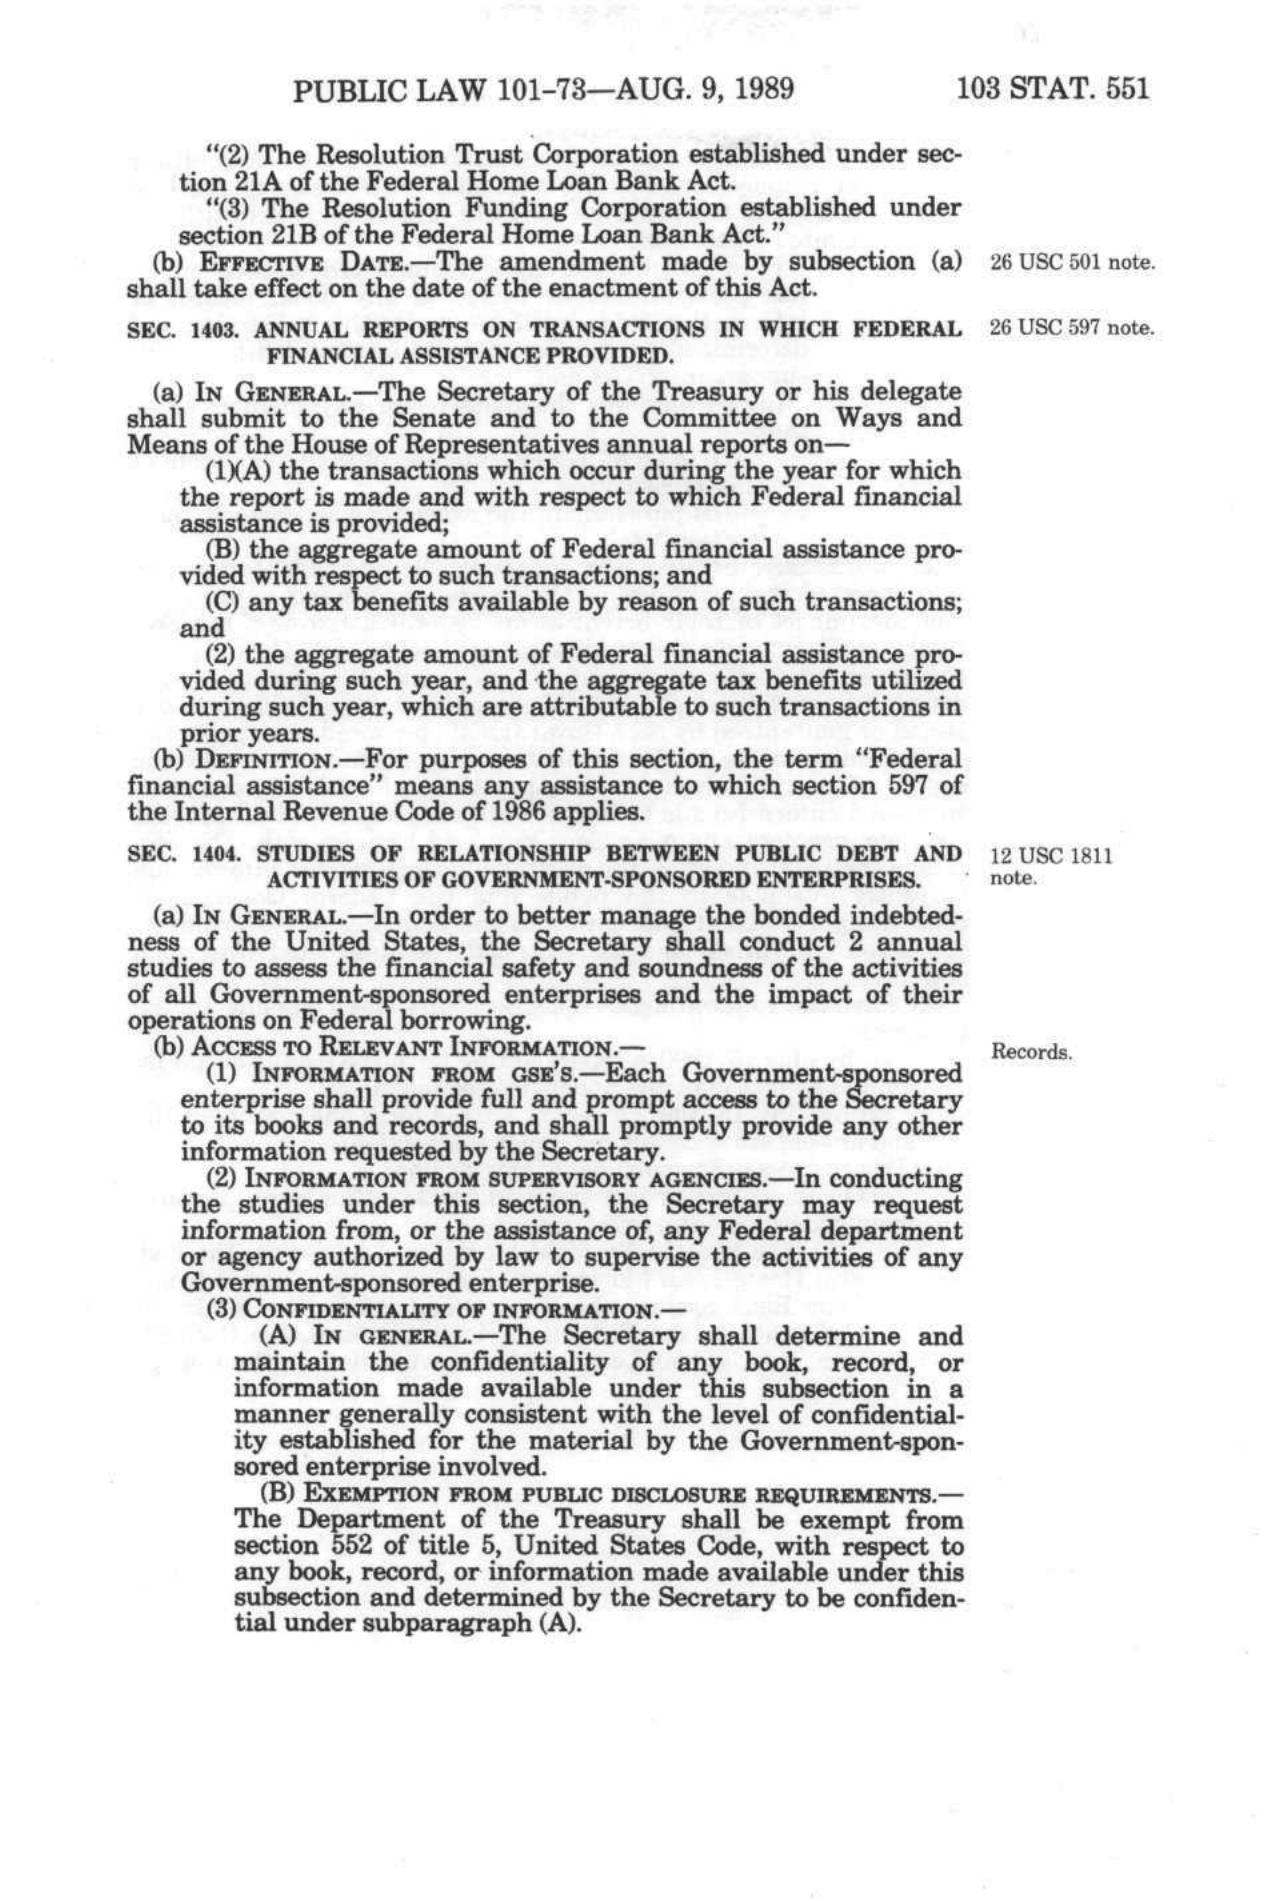 PUBLIC LAW 101-73—AUG. 9, 1989 103 STAT. 551
"(2) The Resolution Trust Corporation established under sec-
tion 21A of the Federal Home Loan Bank Act.
"(3) The Resolution Funding Corporation established under
section 21B of the Federal Home Loan Bank Act."
(b) EFFECTIVE DATE.—The amendment made by subsection (a) 26 USC 501 note.
shall take effect on the date of the enactment of this Act.
SEC. 1403. ANNUAL REPORTS ON TRANSACTIONS IN WHICH FEDERAL 26 USC 597 note.
FINANCIAL ASSISTANCE PROVIDED.
(a) IN GENERAL.—The Secretary of the Treasury or his delegate
shall submit to the Senate and to the Committee on Ways and
Means of the House of Representatives annual reports on—
(1)(A) the transactions which occur during the year for which
the report is made and with respect to which Federal financial
assistance is provided;
(B) the aggregate amount of Federal financial assistance pro-
vided with respect to such transactions; and
(C) any tax benefits available by reason of such transactions;
and
(2) the aggregate amount of Federal financial assistance pro-
vided during such year, and the aggregate tax benefits utilized
during such year, which are attributable to such transactions in
prior years.
(b) DEFINITION.—For purposes of this section, the term "Federal
financial assistance" means any assistance to which section 597 of
the Internal Revenue Code of 1986 applies.
SEC. 1404. STUDIES OF RELATIONSHIP BETWEEN PUBLIC DEBT AND 12 USC 1811
ACTIVITIES OF GOVERNMENT-SPONSORED ENTERPRISES. note.
(a) IN GENERAL.—In order to better manage the bonded indebted-
ness of the United States, the Secretary shall conduct 2 annual
studies to assess the financial safety and soundness of the activities
of all Government-sponsored enterprises and the impact of their
operations on Federal borrowing.
(b) ACCESS TO RELEVANT INFORMATION.— Records.
(1) INFORMATION FROM GSE'S.—Each Government-sponsored
enterprise shall provide full and prompt access to the Secretary
to its books and records, and shall promptly provide any other
information requested by the Secretary.
(2) INFORMATION FROM SUPERVISORY AGENCIES.—In conducting
the studies under this section, the Secretary may request
information from, or the assistance of, any Federal department
or agency authorized by law to supervise the activities of any
Government-sponsored enterprise.
(3) CONFIDENTIALITY OF INFORMATION.—
(A) IN GENERAL.—The Secretary shall determine and
maintain the confidentiality of any book, record, or
information made available under this subsection in a
manner generally consistent with the level of confidential-
ity established for the material by the Government-spon-
sored enterprise involved.
(B) EXEMPTION FROM PUBLIC DISCLOSURE REQUIREMENTS.—
The Department of the Treasury shall be exempt from
section 552 of title 5, United States Code, with respect to
any book, record, or information made available under this
subsection and determined by the Secretary to be confiden-
tial under subparagraph (A).